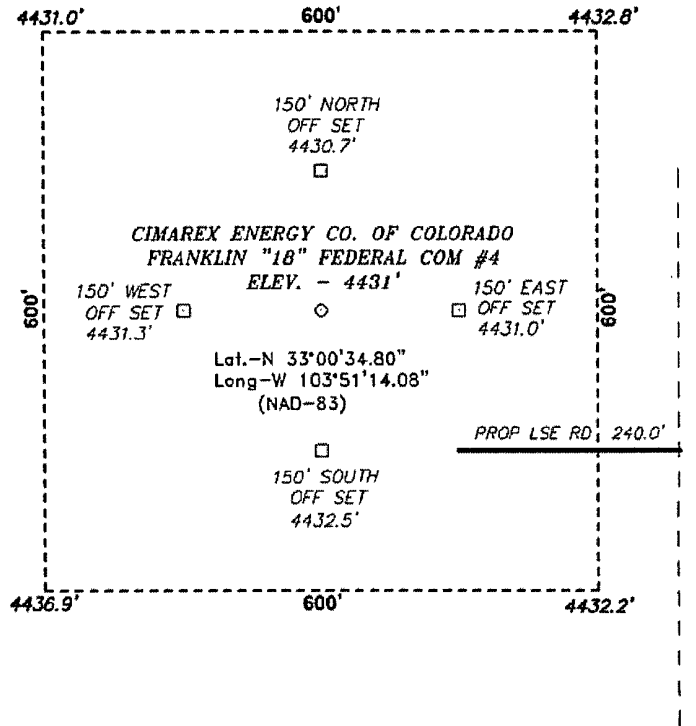 4431.0' 600' 4432.8'
150' NORTH
OFF SET
4430.7'
CIMAREX ENERGY CO. OF COLORADO
FRANKLIN "18" FEDERAL COM #4
ELEV. - 4431'
150' WEST
OFF SET
4431.3'
150' EAST
OFF SET
4431.0'
600'
600'
Lat.-N 33°00'34.80"
Long-W 103°51'14.08"
(NAD-83)
PROP LSE RD 240.0'
150' SOUTH
OFF SET
4432.5'
4436.9' 600' 4432.2'